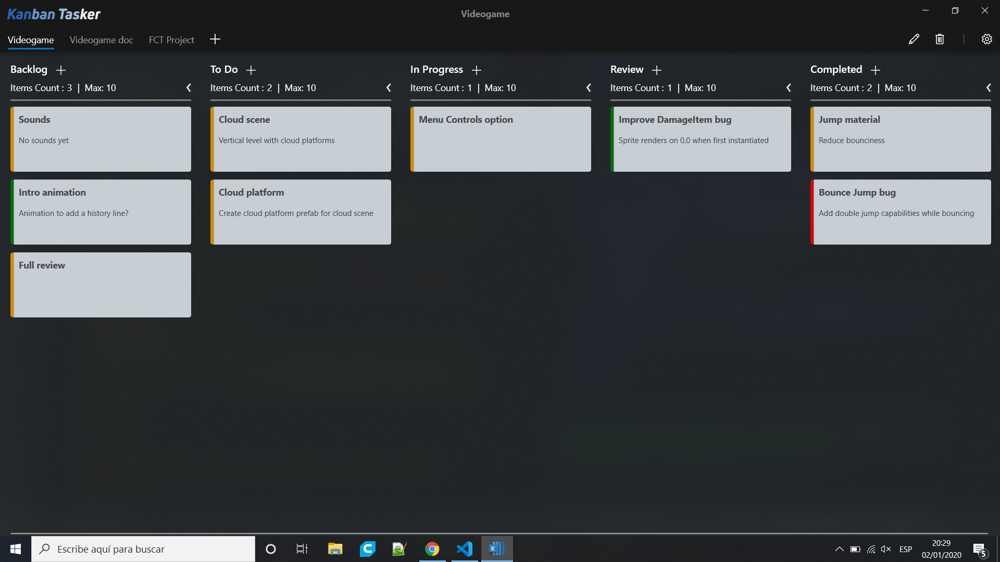 Kanban Tasker
Videogame
Videogame
Videogame doc
FCT Project
Backlog
Items Count : 3 | Max: 10
Sounds
No sounds yet
Intro animation
Animation to add a history line?
Full review
To Do
Items Count : 2 | Max: 10
Cloud scene
Vertical level with cloud platforms
Cloud platform
Create cloud platform prefab for cloud scene
In Progress
Items Count : 1 | Max: 10
Menu Controls option
Review
Items Count : 1 | Max: 10
Improve DamageItem bug
Sprite renders on 0,0 when first instantiated
Completed
Items Count : 2 | Max: 10
Jump material
Reduce bounciness
Bounce Jump bug
Add double jump capabilities while bouncing
Escribe aquí para buscar
K
ESP
20:29
02/01/2020
5